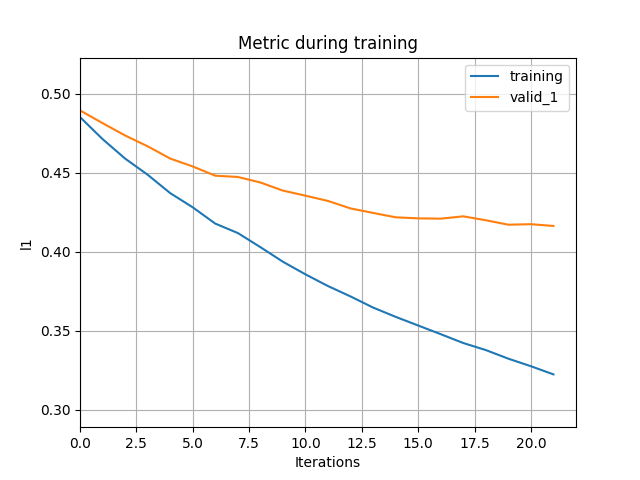 Metric during training
training
valid_1
0.50
0.45
0.40
0.35
0.30
l1
0.0 2.5 5.0 7.5 10.0 12.5 15.0 17.5 20.0
Iterations